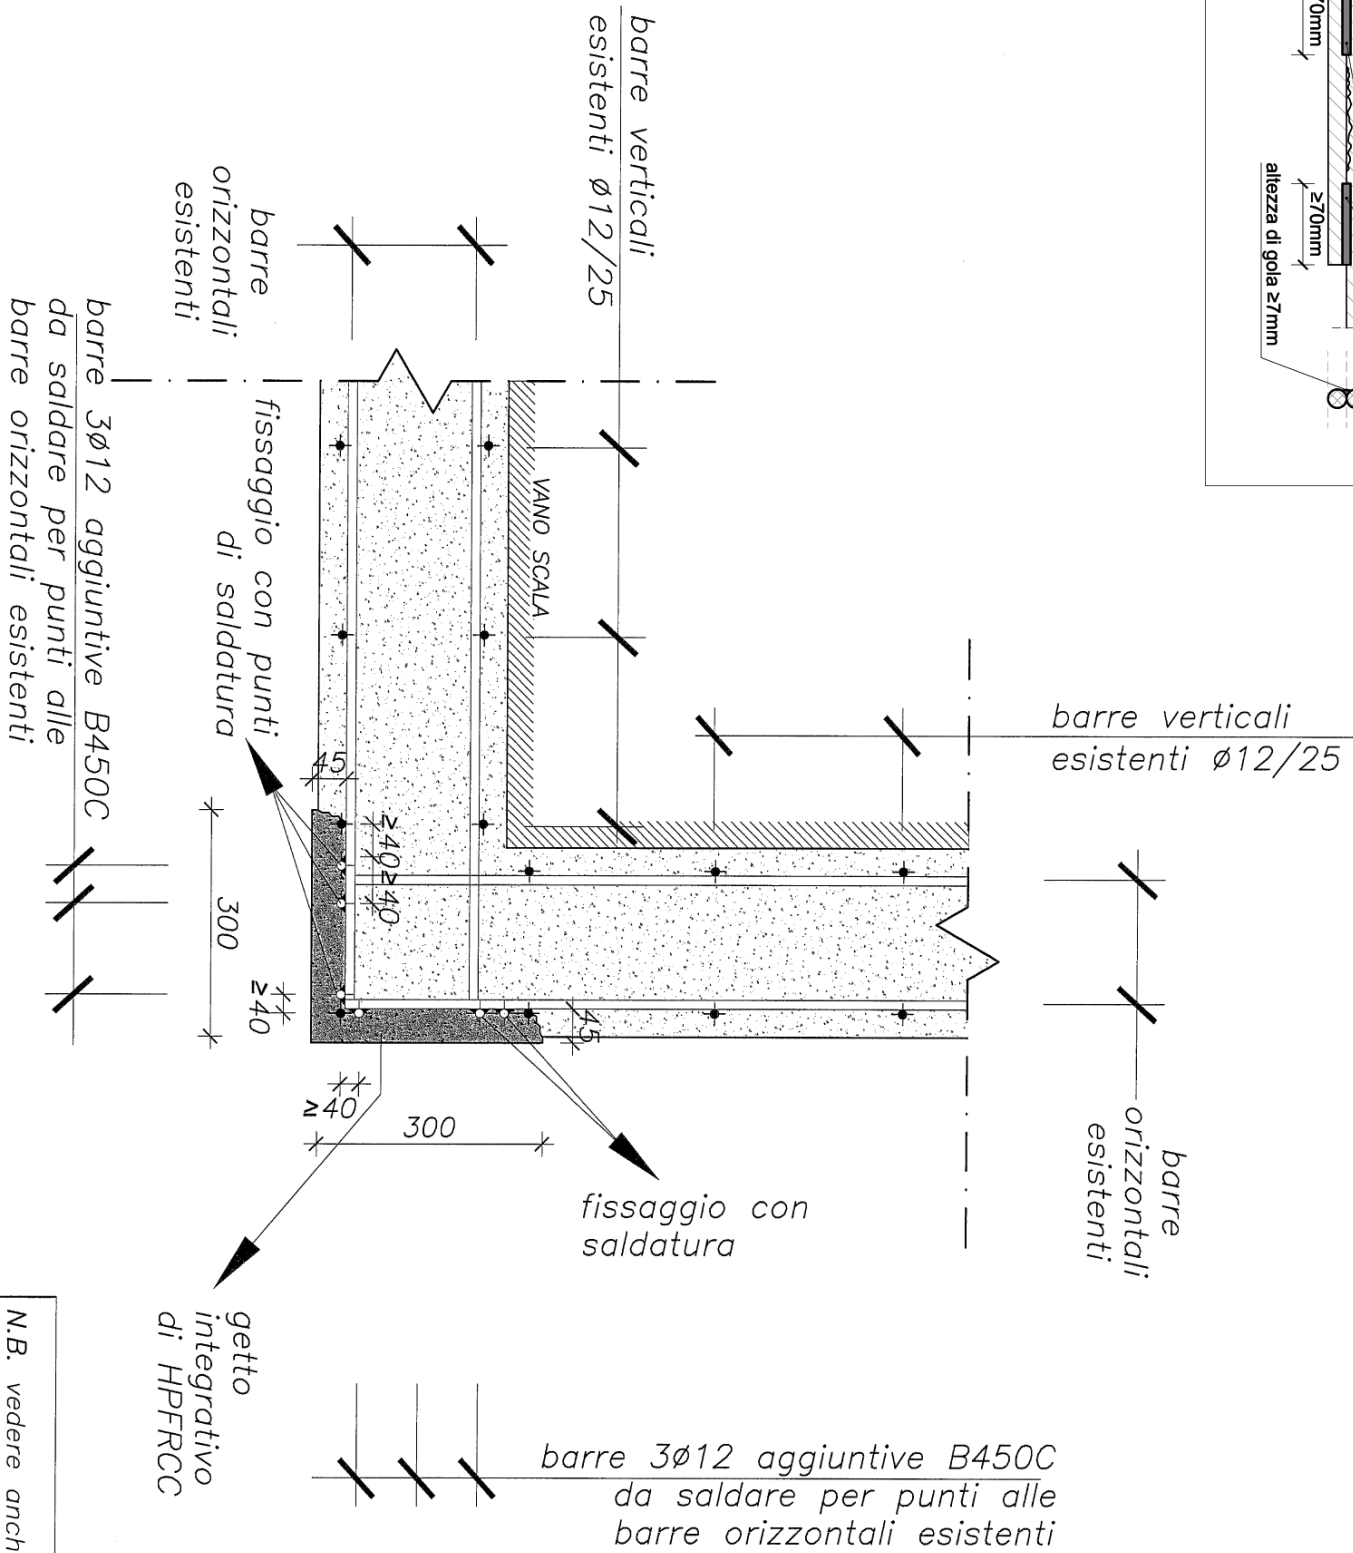 70mm
≥70mm
altezza di gola ≥7mm
barre verticali
esistenti ø12/25
barre
orizzontali
esistenti
barre 3ø12 aggiuntive B450C
da saldare per punti alle
barre orizzontali esistenti
fissaggio con punti
di saldatura
VANO SCALA
barre verticali
esistenti ø12/25
barre
orizzontali
esistenti
45
≥40
≥40
300
≥40
45
≥40
300
fissaggio con
saldatura
getto
integrativo
di HPFRCC
barre 3ø12 aggiuntive B450C
da saldare per punti alle
barre orizzontali esistenti
N.B. vedere anch